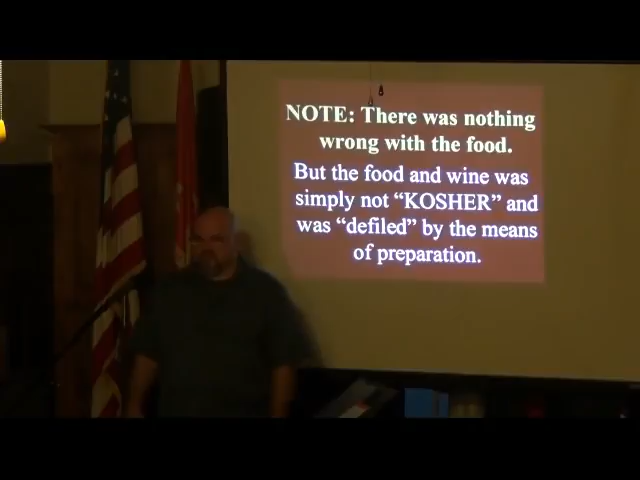 NOTE: There was nothing
wrong with the food.
But the food and wine was
simply not “KOSHER” and
was “defiled” by the means
of preparation.